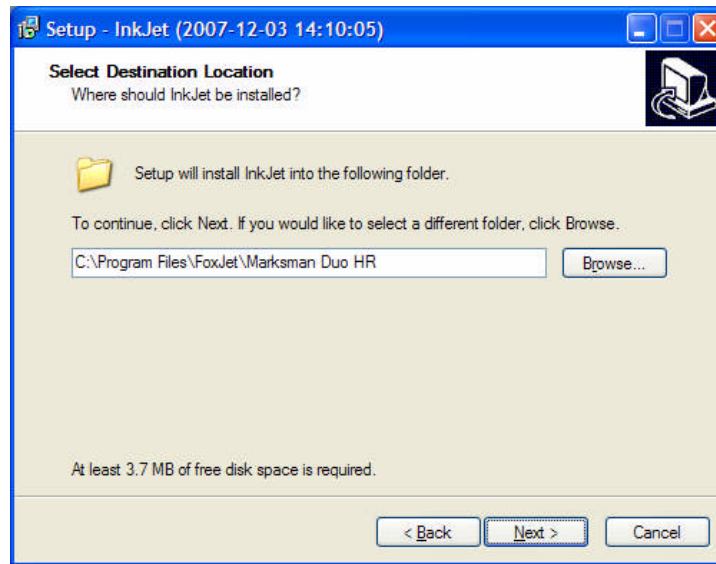 Setup - InkJet (2007-12-03 14:10:05)
Select Destination Location
Where should InkJet be installed?
Setup will install InkJet into the following folder.
To continue, click Next. If you would like to select a different folder, click Browse.
C:\Program Files\FoxJet\Marksman Duo HR
Browse...
At least 3.7 MB of free disk space is required.
< Back Next > Cancel